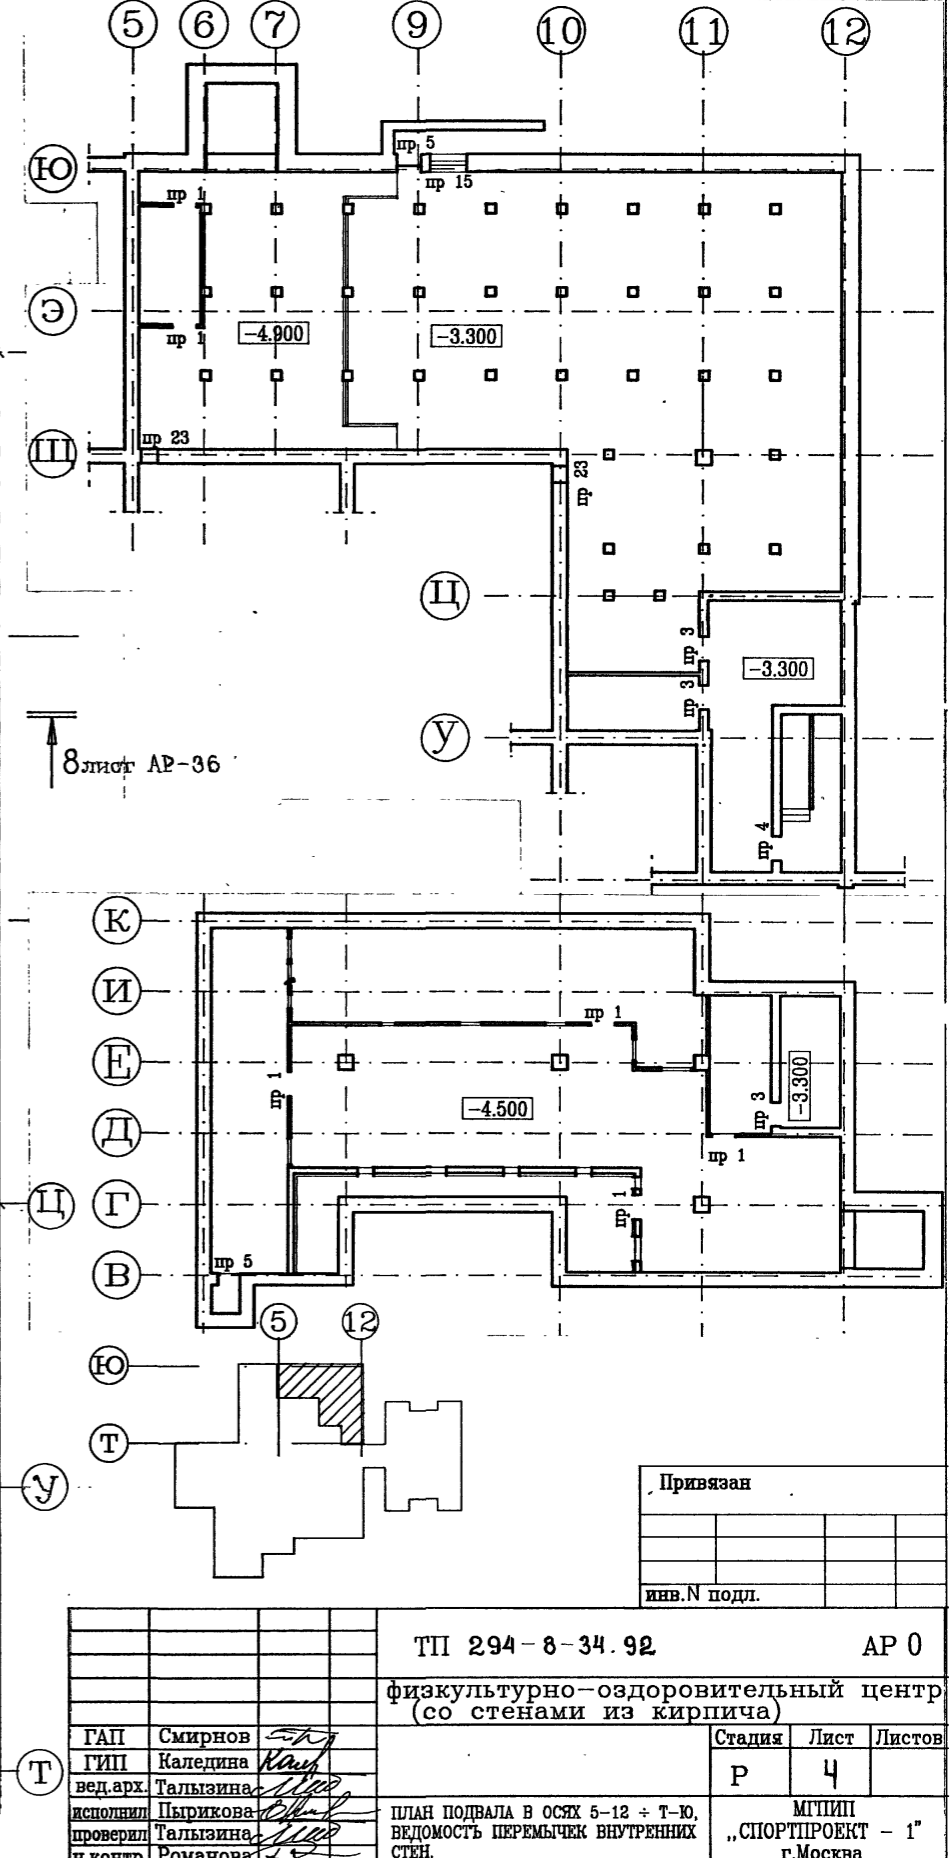 5 6 7 9 10 11 12
пр 5
Ю
пр 15
пр 1
Э
-4.900
-3.300
пр 1
пр 23
Щ
пр 23
Ц
пр 3
-3.300
пр 3
У
8 лист АР-36
пр 4
К
И
пр 1
Е
пр 1
-4.500
-3.300
пр 3
Д
пр 1
Ц
Г
пр 1
пр 5
В
5 12
Ю
Т
У
Привязан
инв.N подл.
ТП 294-8-34.92 АР 0
физкультурно-оздоровительный центр
(со стенами из кирпича)
ГАП Смирнов
Стадия Лист Листов
ГИП Каледина
Т
Р 4
вед.арх. Талызина
исполнил Пырикова
ПЛАН ПОДВАЛА В ОСЯХ 5-12 ÷ Т-Ю,
МГПИП
проверил Талызина
ВЕДОМОСТЬ ПЕРЕМЫЧЕК ВНУТРЕННИХ
„СПОРТПРОЕКТ - 1"
н.контр. Романова
СТЕН.
г.Москва